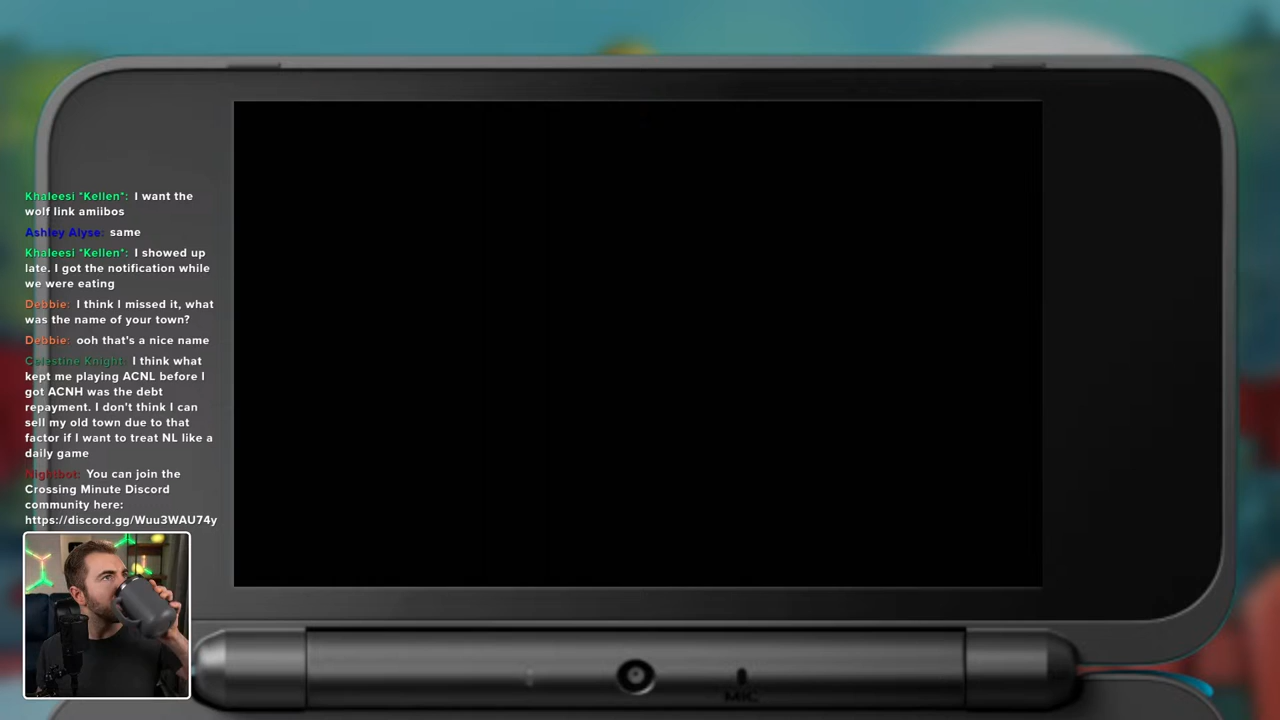 Khaleesi *Kellen*: I want the
wolf link amiibos
Ashley Alyse: same
Khaleesi *Kellen*: I showed up
late. I got the notification while
we were eating
Debbie: I think I missed it, what
was the name of your town?
Debbie: ooh that's a nice name
Celestine Knight: I think what
kept me playing ACNL before I
got ACNH was the debt
repayment. I don't think I can
sell my old town due to that
factor if I want to treat NL like a
daily game
Nightbot: You can join the
Crossing Minute Discord
community here:
https://discord.gg/Wuu3WAU74y
MIC